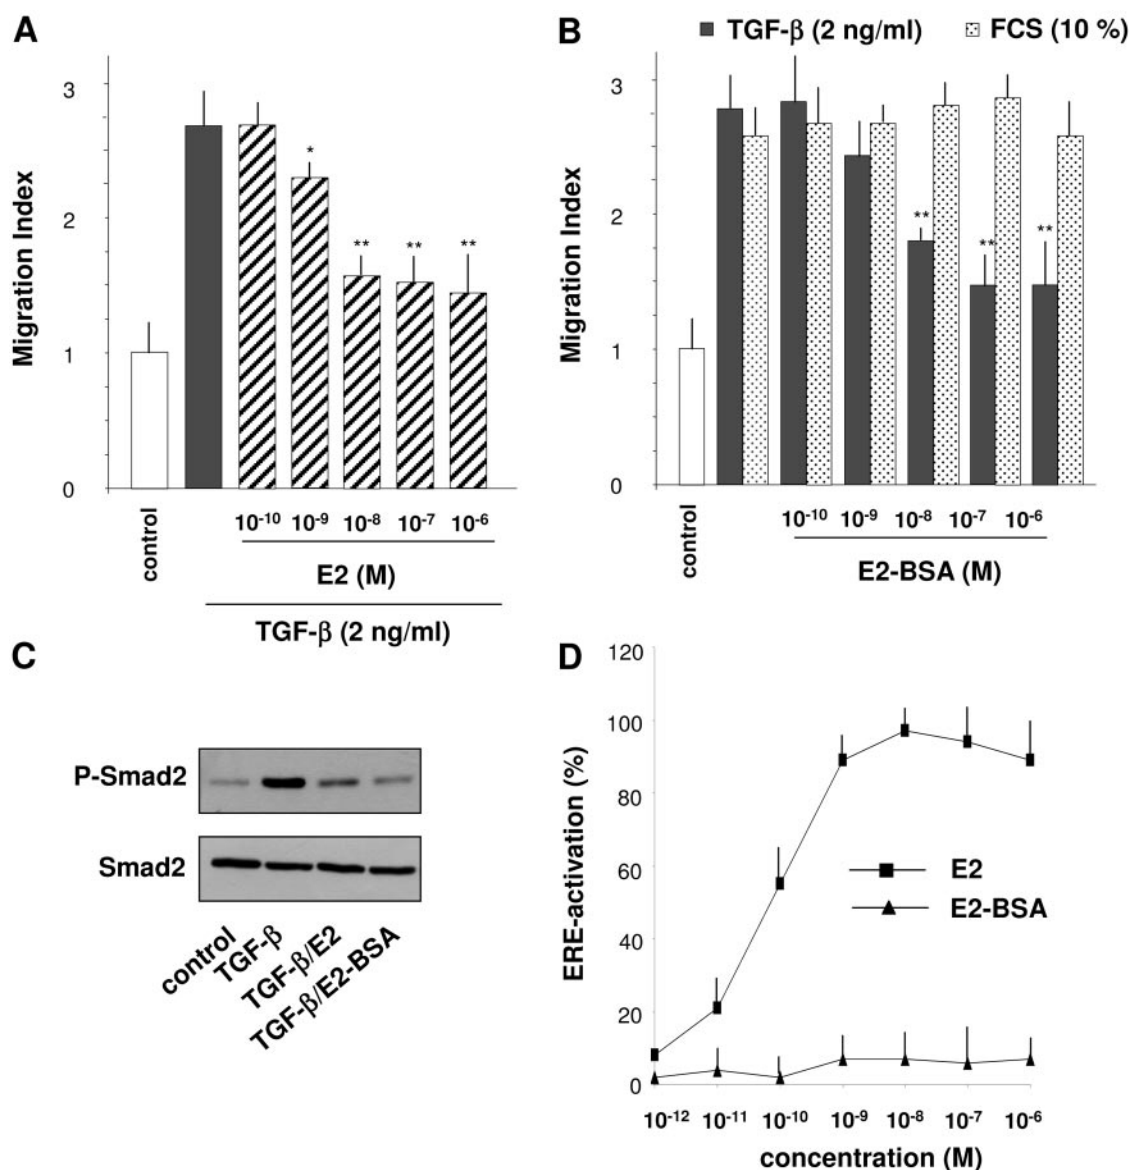 A
3
2
1
0
Migration Index
*
**
**
**
control
10⁻¹⁰ 10⁻⁹ 10⁻⁸ 10⁻⁷ 10⁻⁶
E2 (M)
TGF-β (2 ng/ml)
B
TGF-β (2 ng/ml) FCS (10 %)
3
2
1
0
Migration Index
**
**
**
control
10⁻¹⁰ 10⁻⁹ 10⁻⁸ 10⁻⁷ 10⁻⁶
E2-BSA (M)
C
P-Smad2
Smad2
control
TGF-β
TGF-β/E2
TGF-β/E2-BSA
D
120
100
80
60
40
20
0
ERE-activation (%)
E2
E2-BSA
10⁻¹² 10⁻¹¹ 10⁻¹⁰ 10⁻⁹ 10⁻⁸ 10⁻⁷ 10⁻⁶
concentration (M)